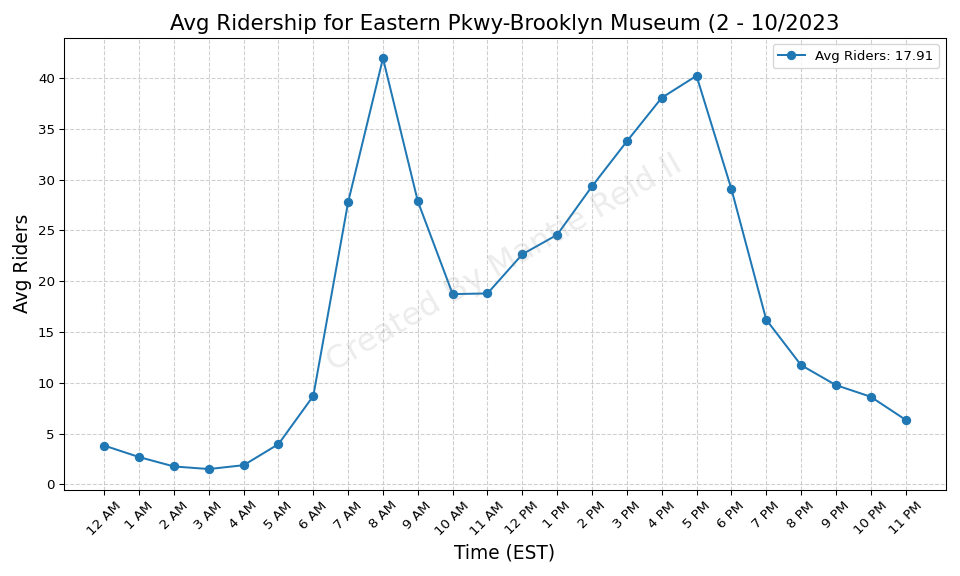 Avg Ridership for Eastern Pkwy-Brooklyn Museum (2 - 10/2023
Avg Riders: 17.91
Avg Riders
40
35
30
25
20
15
10
5
0
Created By Mantre Reid II
12 AM
1 AM
2 AM
3 AM
4 AM
5 AM
6 AM
7 AM
8 AM
9 AM
10 AM
11 AM
12 PM
1 PM
2 PM
3 PM
4 PM
5 PM
6 PM
7 PM
8 PM
9 PM
10 PM
11 PM
Time (EST)